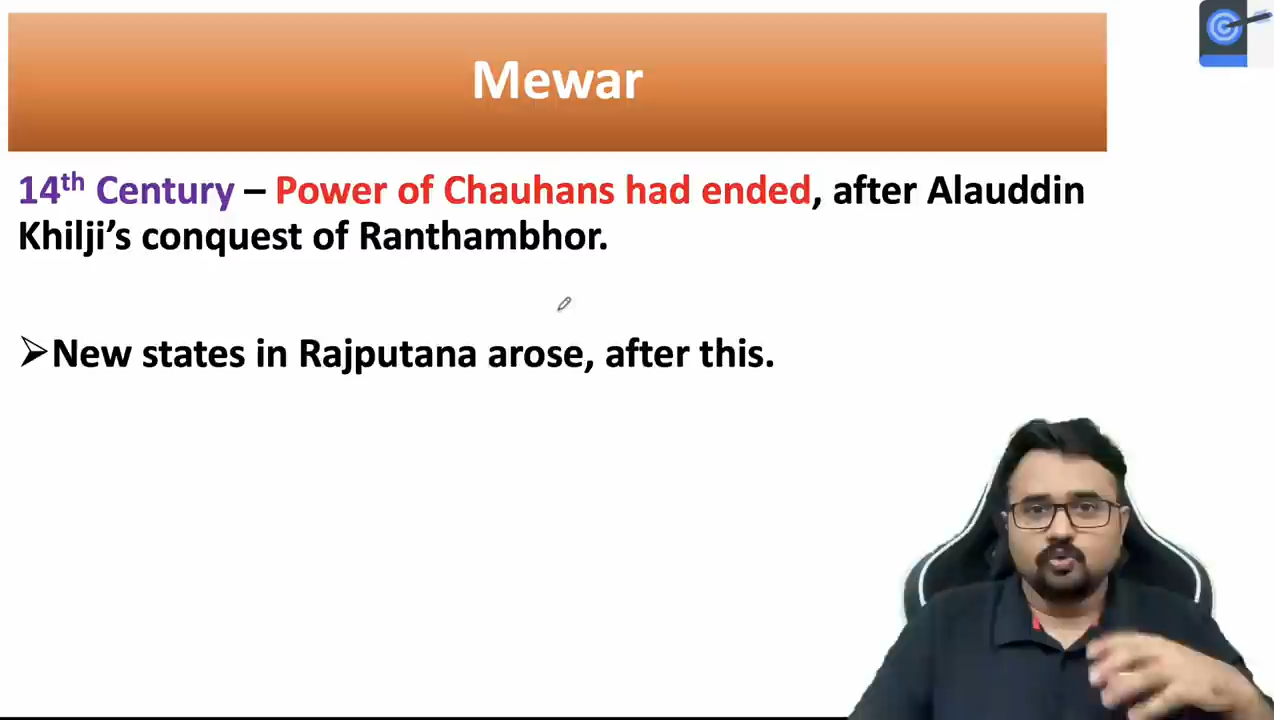 Mewar
14th Century – Power of Chauhans had ended, after Alauddin
Khilji’s conquest of Ranthambhor.
➢New states in Rajputana arose, after this.